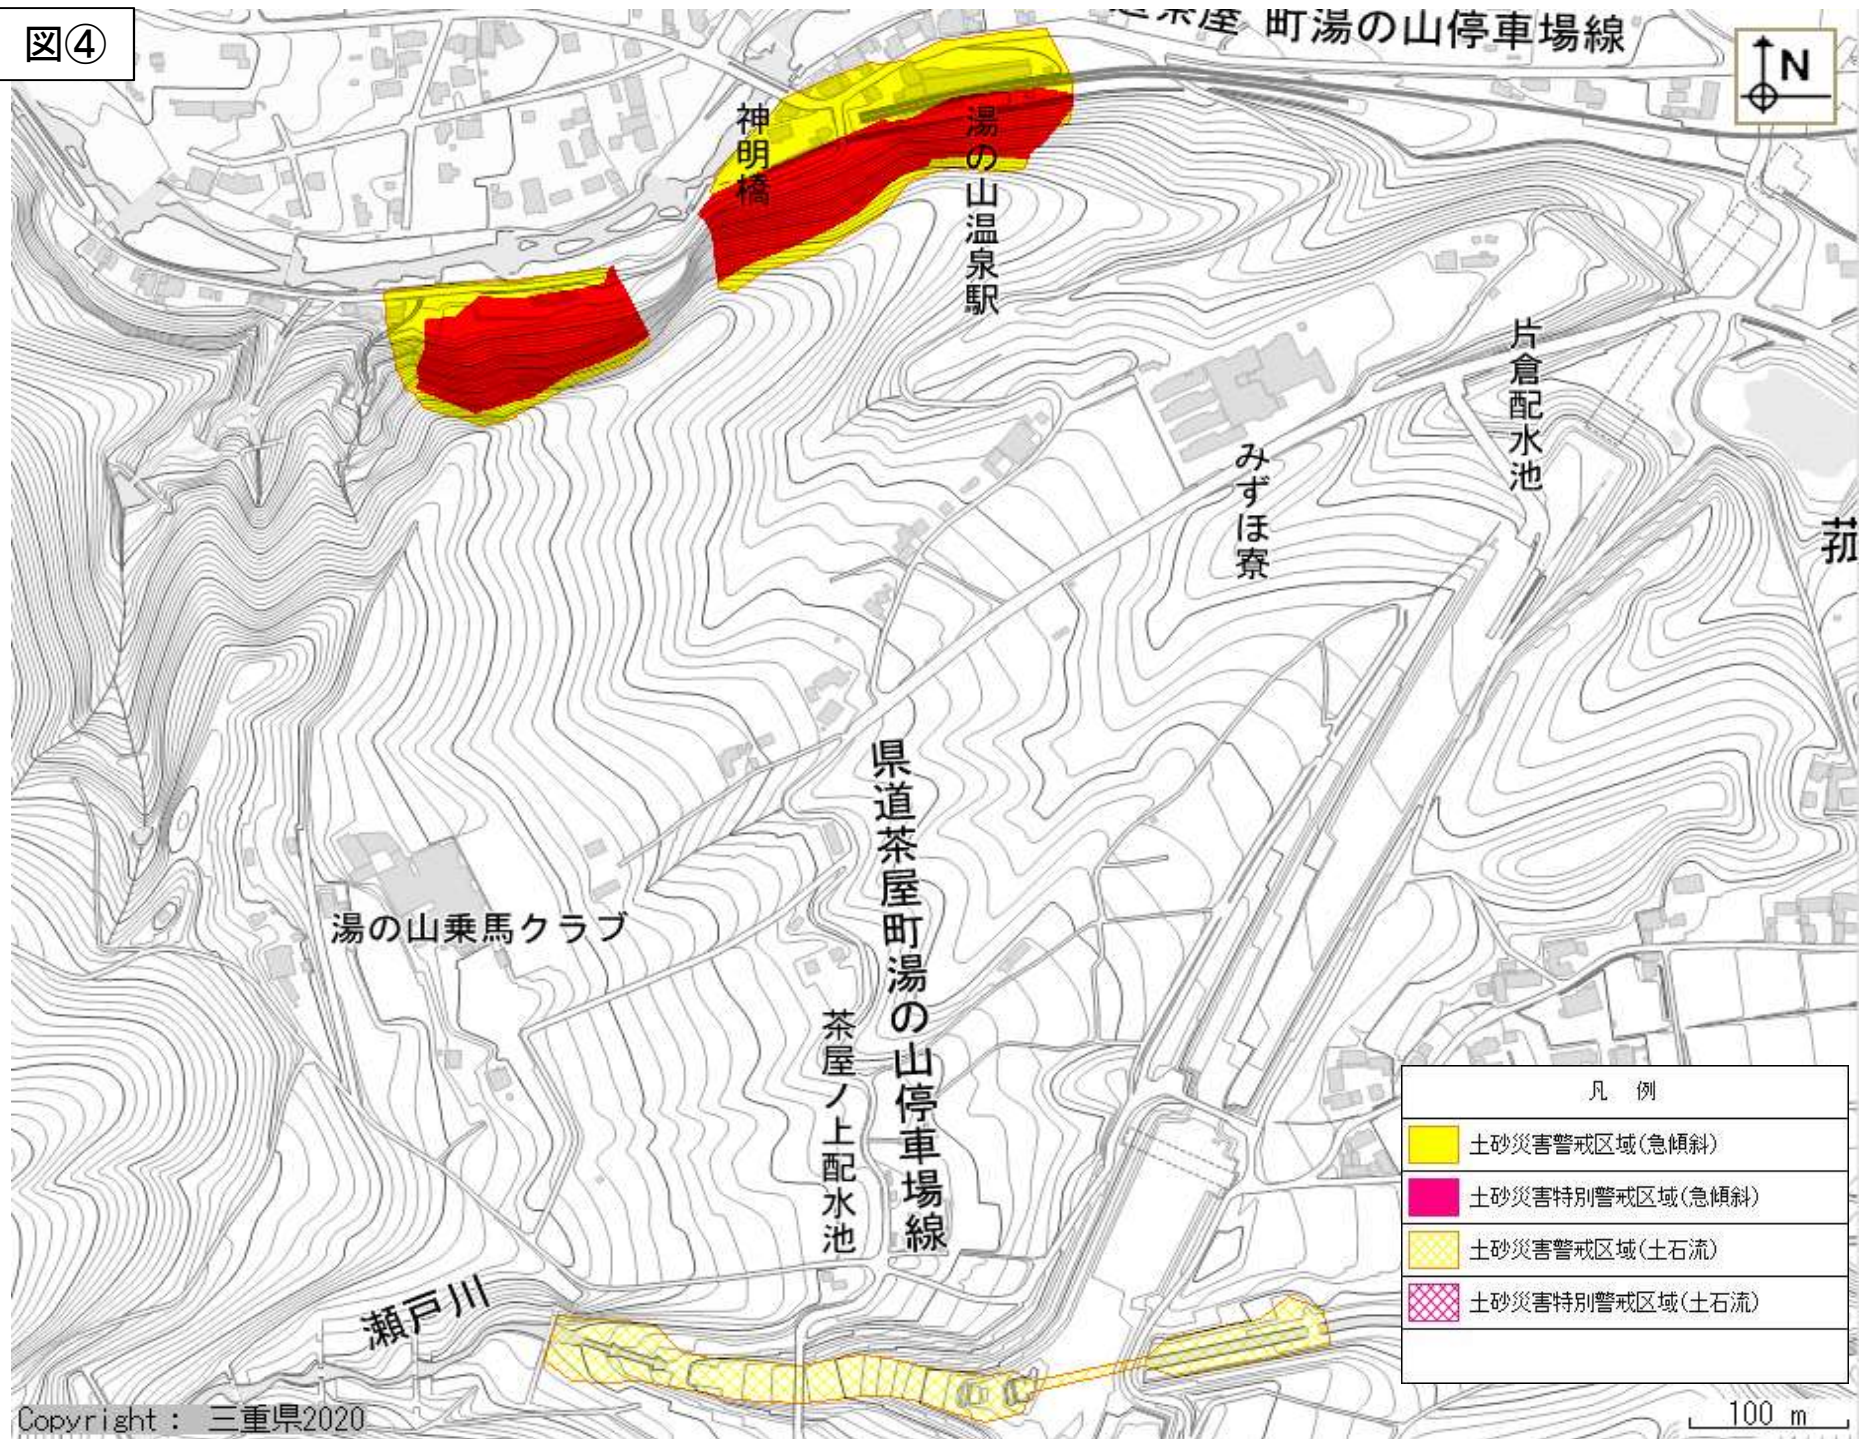 図④
町湯の山停車場線
N
神明橋
湯の山温泉駅
片倉配水池
みずほ寮
菰
県道茶屋町湯の山停車場線
湯の山乗馬クラブ
茶屋ノ上配水池
瀬戸川
凡 例
土砂災害警戒区域(急傾斜)
土砂災害特別警戒区域(急傾斜)
土砂災害警戒区域(土石流)
土砂災害特別警戒区域(土石流)
Copyright : 三重県2020
100 m